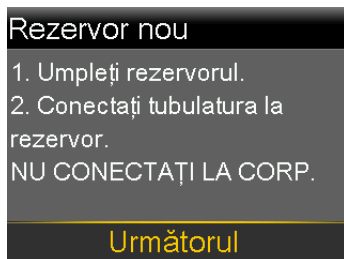 Rezervor nou
1. Umpleți rezervorul.
2. Conectați tubulatura la
rezervor.
NU CONECTAȚI LA CORP.
Următorul